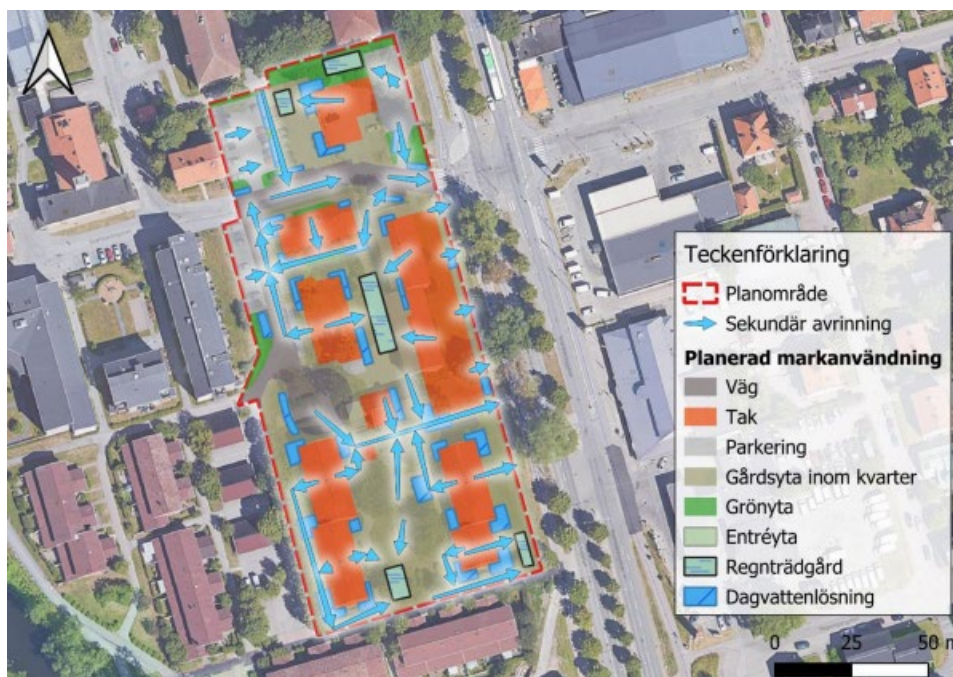 Teckenförklaring
Planområde
Sekundär avrinning
Planerad markanvändning
Väg
Tak
Parkering
Gårdsyta inom kvarter
Grönyta
Entréyta
Regnträdgård
Dagvattenlösning
0 25 50 m